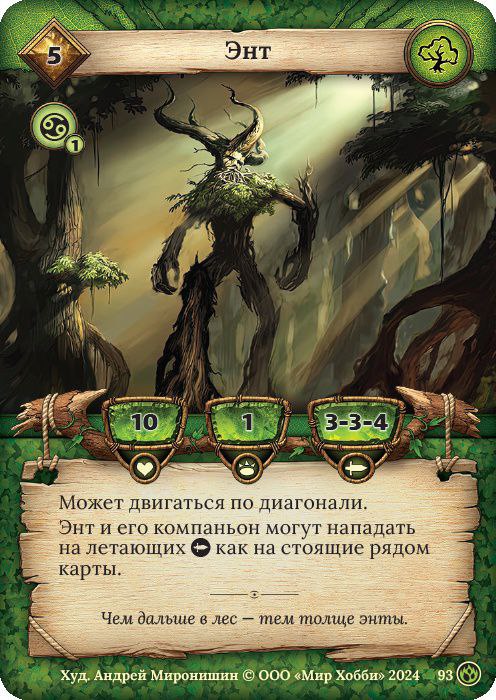 5
Энт
1
10
1
3-3-4
Может двигаться по диагонали.
Энт и его компаньон могут нападать
на летающих как на стоящие рядом
карты.
Чем дальше в лес — тем толще энты.
Худ. Андрей Миронишин © ООО «Мир Хобби» 2024
93